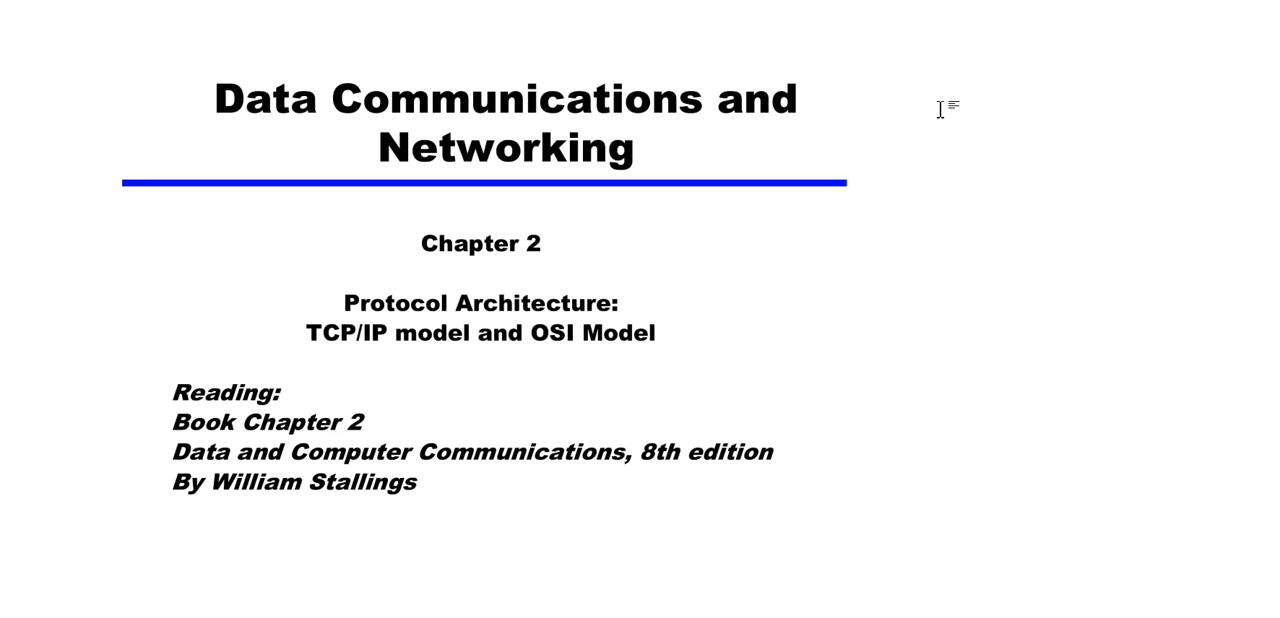 Data Communications and
Networking
Chapter 2
Protocol Architecture:
TCP/IP model and OSI Model
Reading:
Book Chapter 2
Data and Computer Communications, 8th edition
By William Stallings